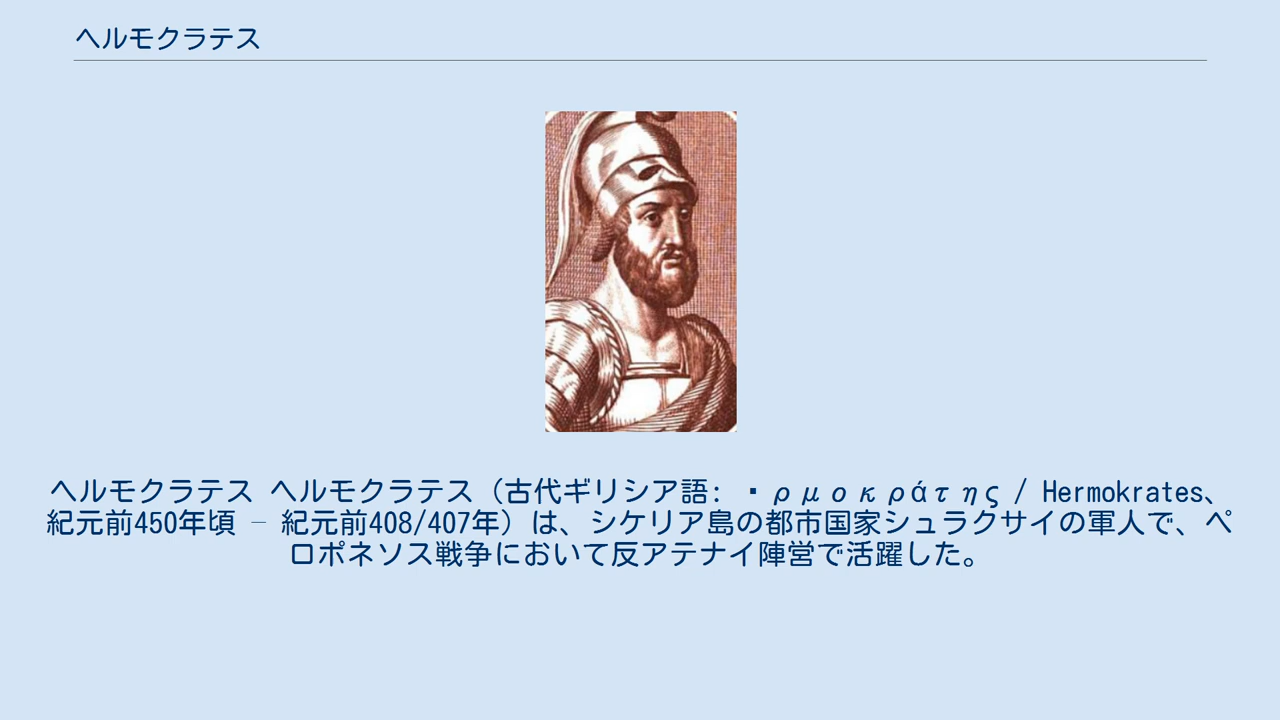 ヘルモクラテス
ヘルモクラテス ヘルモクラテス（古代ギリシア語: ▪ρμοκράτης / Hermokrates、
紀元前450年頃 – 紀元前408/407年）は、シケリア島の都市国家シュラクサイの軍人で、ペ
ロポネソス戦争において反アテナイ陣営で活躍した。